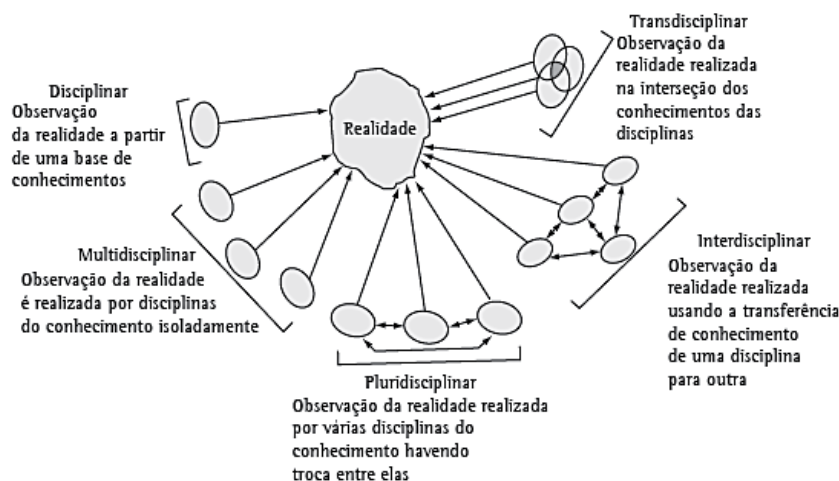 Transdisciplinar
Observação da
realidade realizada
na interseção dos
conhecimentos das
disciplinas
Disciplinar
Observação
da realidade a partir
de uma base de
conhecimentos
Realidade
Multidisciplinar
Observação da realidade
é realizada por disciplinas
do conhecimento isoladamente
Interdisciplinar
Observação da
realidade realizada
usando a transferência
de conhecimento
de uma disciplina
para outra
Pluridisciplinar
Observação da realidade realizada
por várias disciplinas do
conhecimento havendo
troca entre elas